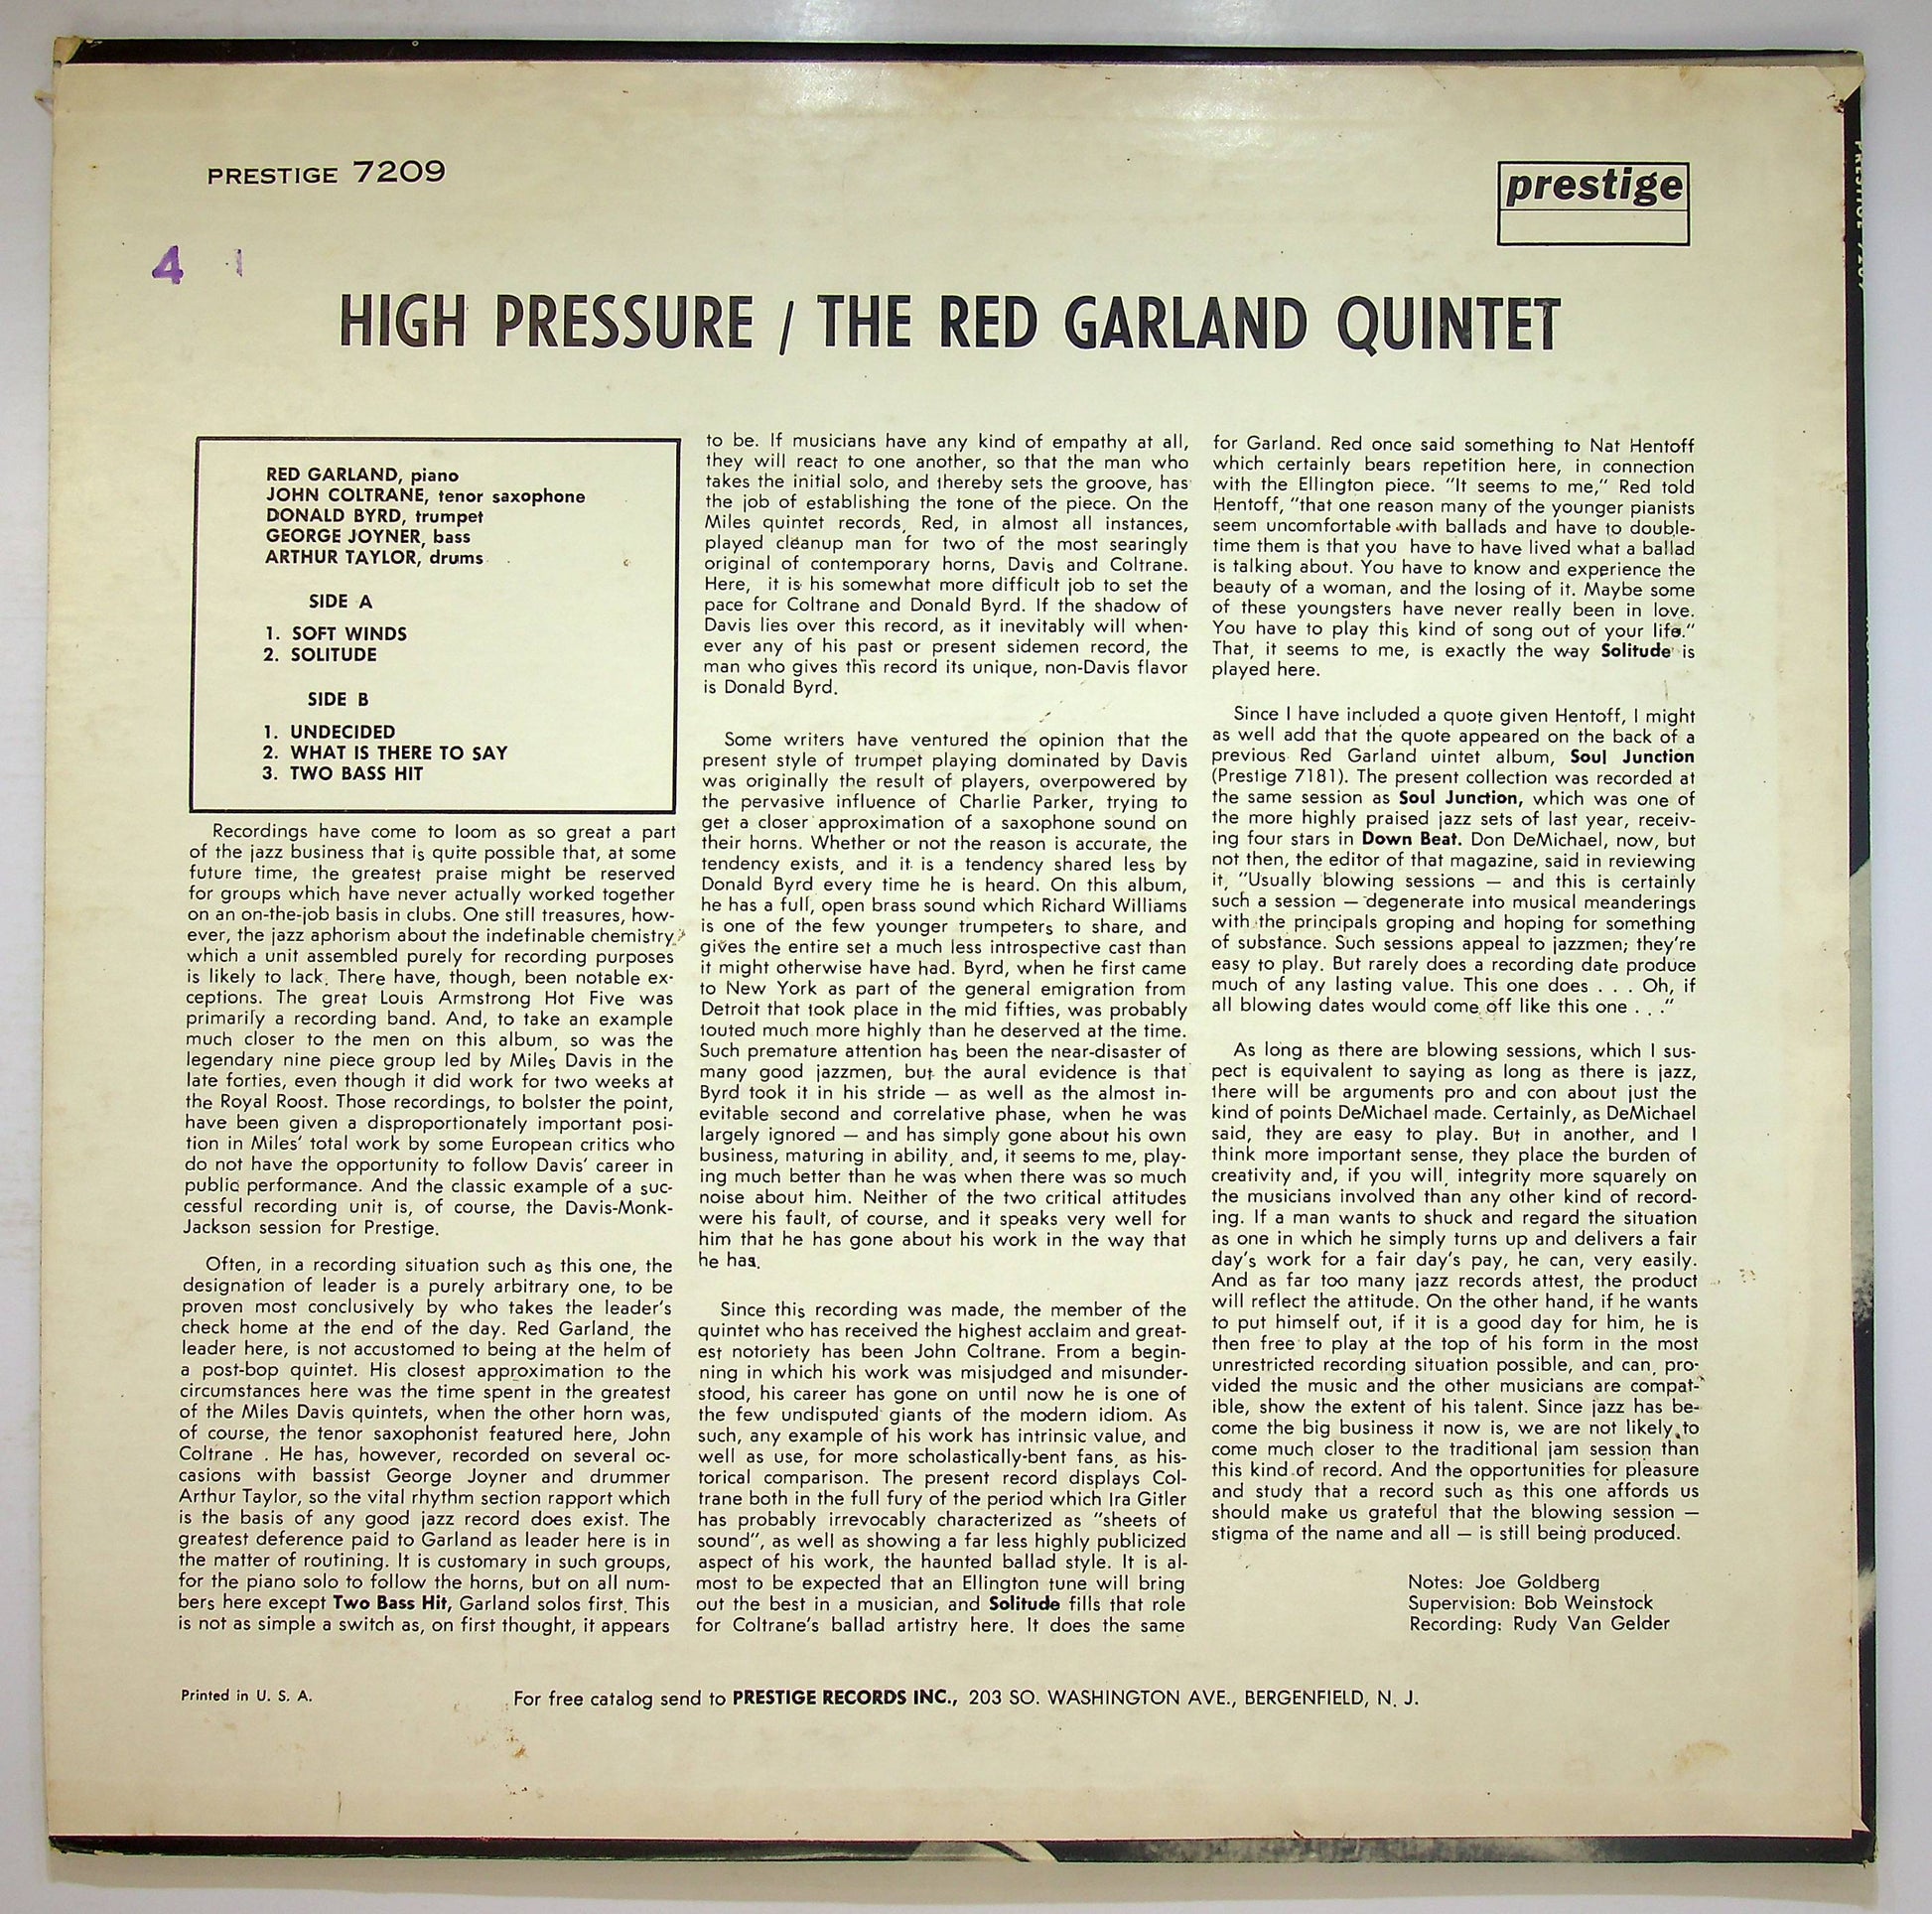 PRESTIGE 7209
prestige
4
HIGH PRESSURE / THE RED GARLAND QUINTET
RED GARLAND, piano
JOHN COLTRANE, tenor saxophone
DONALD BYRD, trumpet
GEORGE JOYNER, bass
ARTHUR TAYLOR, drums
SIDE A
1. SOFT WINDS
2. SOLITUDE
SIDE B
1. UNDECIDED
2. WHAT IS THERE TO SAY
3. TWO BASS HIT
Recordings have come to loom as so great a part
of the jazz business that is quite possible that, at some
future time, the greatest praise might be reserved
for groups which have never actually worked together
on an on-the-job basis in clubs. One still treasures, how-
ever, the jazz aphorism about the indefinable chemistry
which a unit assembled purely for recording purposes
is likely to lack. There have, though, been notable ex-
ceptions. The great Louis Armstrong Hot Five was
primarily a recording band. And, to take an example
much closer to the men on this album, so was the
legendary nine piece group led by Miles Davis in the
late forties, even though it did work for two weeks at
the Royal Roost. Those recordings, to bolster the point,
have been given a disproportionately important posi-
tion in Miles' total work by some European critics who
do not have the opportunity to follow Davis' career in
public performance. And the classic example of a suc-
cessful recording unit is, of course, the Davis-Monk-
Jackson session for Prestige.
Often, in a recording situation such as this one, the
designation of leader is a purely arbitrary one, to be
proven most conclusively by who takes the leader's
check home at the end of the day. Red Garland, the
leader here, is not accustomed to being at the helm of
a post-bop quintet. His closest approximation to the
circumstances here was the time spent in the greatest
of the Miles Davis quintets, when the other horn was,
of course, the tenor saxophonist featured here, John
Coltrane . He has, however, recorded on several oc-
casions with bassist George Joyner and drummer
Arthur Taylor, so the vital rhythm section rapport which
is the basis of any good jazz record does exist. The
greatest deference paid to Garland as leader here is in
the matter of routining. It is customary in such groups,
for the piano solo to follow the horns, but on all num-
bers here except Two Bass Hit, Garland solos first. This
is not as simple a switch as, on first thought, it appears
to be. If musicians have any kind of empathy at all,
they will react to one another, so that the man who
takes the initial solo, and thereby sets the groove, has
the job of establishing the tone of the piece. On the
Miles quintet records, Red, in almost all instances,
played cleanup man for two of the most searingly
original of contemporary horns, Davis and Coltrane.
Here, it is his somewhat more difficult job to set the
pace for Coltrane and Donald Byrd. If the shadow of
Davis lies over this record, as it inevitably will when-
ever any of his past or present sidemen record, the
man who gives this record its unique, non-Davis flavor
is Donald Byrd.
Some writers have ventured the opinion that the
present style of trumpet playing dominated by Davis
was originally the result of players, overpowered by
the pervasive influence of Charlie Parker, trying to
get a closer approximation of a saxophone sound on
their horns. Whether or not the reason is accurate, the
tendency exists, and it is a tendency shared less by
Donald Byrd every time he is heard. On this album,
he has a full, open brass sound which Richard Williams
is one of the few younger trumpeters to share, and
gives the entire set a much less introspective cast than
it might otherwise have had. Byrd, when he first came
to New York as part of the general emigration from
Detroit that took place in the mid fifties, was probably
touted much more highly than he deserved at the time.
Such premature attention has been the near-disaster of
many good jazzmen, but the aural evidence is that
Byrd took it in his stride — as well as the almost in-
evitable second and correlative phase, when he was
largely ignored — and has simply gone about his own
business, maturing in ability, and, it seems to me, play-
ing much better than he was when there was so much
noise about him. Neither of the two critical attitudes
were his fault, of course, and it speaks very well for
him that he has gone about his work in the way that
he has.
Since this recording was made, the member of the
quintet who has received the highest acclaim and great-
est notoriety has been John Coltrane. From a begin-
ning in which his work was misjudged and misunder-
stood, his career has gone on until now he is one of
the few undisputed giants of the modern idiom. As
such, any example of his work has intrinsic value, and
well as use, for more scholastically-bent fans, as his-
torical comparison. The present record displays Col-
trane both in the full fury of the period which Ira Gitler
has probably irrevocably characterized as "sheets of
sound", as well as showing a far less highly publicized
aspect of his work, the haunted ballad style. It is al-
most to be expected that an Ellington tune will bring
out the best in a musician, and Solitude fills that role
for Coltrane's ballad artistry here. It does the same
for Garland. Red once said something to Nat Hentoff
which certainly bears repetition here, in connection
with the Ellington piece. "It seems to me," Red told
Hentoff, "that one reason many of the younger pianists
seem uncomfortable with ballads and have to double-
time them is that you have to have lived what a ballad
is talking about. You have to know and experience the
beauty of a woman, and the losing of it. Maybe some
of these youngsters have never really been in love.
You have to play this kind of song out of your life."
That, it seems to me, is exactly the way Solitude is
played here.
Since I have included a quote given Hentoff, I might
as well add that the quote appeared on the back of a
previous Red Garland uintet album, Soul Junction
(Prestige 7181). The present collection was recorded at
the same session as Soul Junction, which was one of
the more highly praised jazz sets of last year, receiv-
ing four stars in Down Beat. Don DeMichael, now, but
not then, the editor of that magazine, said in reviewing
it, "Usually blowing sessions — and this is certainly
such a session — degenerate into musical meanderings
with the principals groping and hoping for something
of substance. Such sessions appeal to jazzmen; they're
easy to play. But rarely does a recording date produce
much of any lasting value. This one does . . . Oh, if
all blowing dates would come off like this one . . ."
As long as there are blowing sessions, which I sus-
pect is equivalent to saying as long as there is jazz,
there will be arguments pro and con about just the
kind of points DeMichael made. Certainly, as DeMichael
said, they are easy to play. But in another, and I
think more important sense, they place the burden of
creativity and, if you will, integrity more squarely on
the musicians involved than any other kind of record-
ing. If a man wants to shuck and regard the situation
as one in which he simply turns up and delivers a fair
day's work for a fair day's pay, he can, very easily.
And as far too many jazz records attest, the product
will reflect the attitude. On the other hand, if he wants
to put himself out, if it is a good day for him, he is
then free to play at the top of his form in the most
unrestricted recording situation possible, and can, pro-
vided the music and the other musicians are compat-
ible, show the extent of his talent. Since jazz has be-
come the big business it now is, we are not likely to
come much closer to the traditional jam session than
this kind of record. And the opportunities for pleasure
and study that a record such as this one affords us
should make us grateful that the blowing session —
stigma of the name and all — is still being produced.
Notes: Joe Goldberg
Supervision: Bob Weinstock
Recording: Rudy Van Gelder
Printed in U. S. A.
For free catalog send to PRESTIGE RECORDS INC., 203 SO. WASHINGTON AVE., BERGENFIELD, N. J.